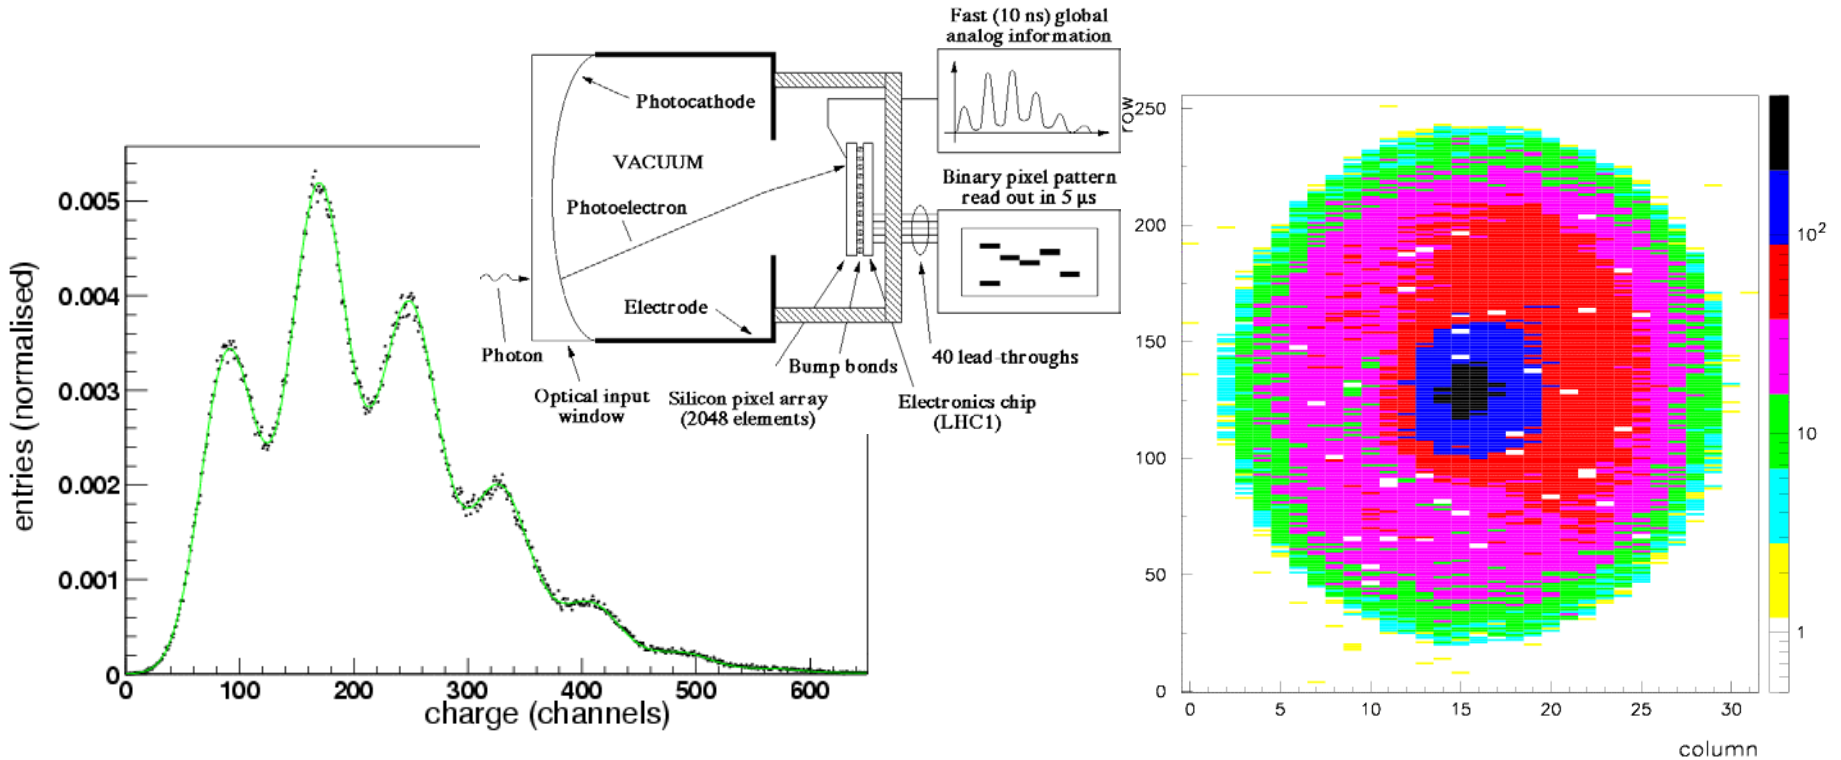 entries (normalised)
0.005
0.004
0.003
0.002
0.001
0
0 100 200 300 400 500 600
charge (channels)
Photocathode
VACUUM
Photoelectron
Electrode
Photon
Optical input
window
Silicon pixel array
(2048 elements)
Bump bonds
Electronics chip
(LHC1)
40 lead-throughs
Fast (10 ns) global
analog information
Binary pixel pattern
read out in 5 µs
row
250
200
150
100
50
0
0 5 10 15 20 25 30
column
10²
10
1